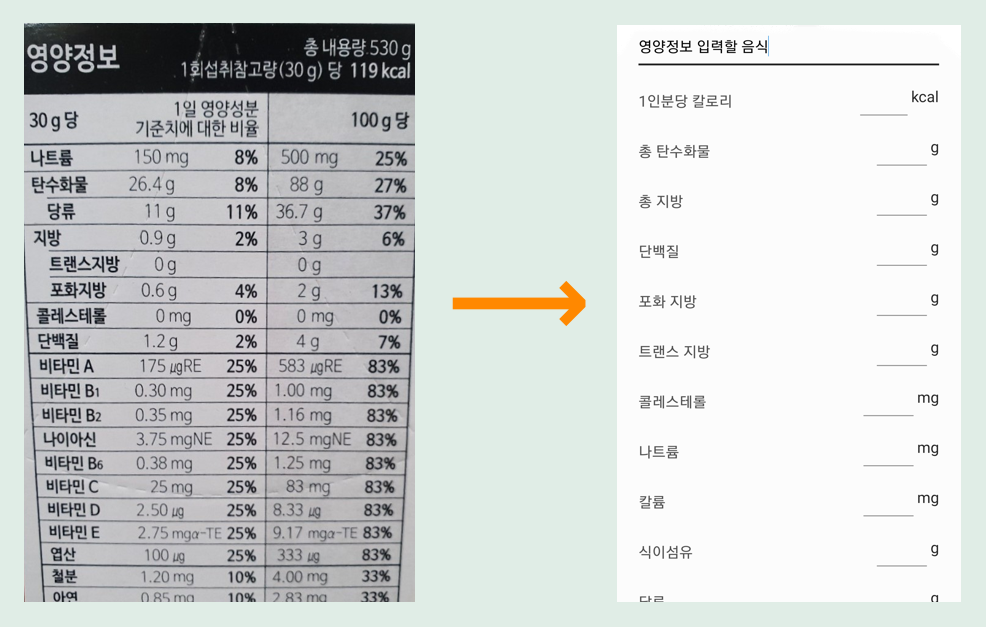 영양정보
총 내용량 530 g
1회섭취참고량(30 g) 당 119 kcal
30 g 당 1일 영양성분 기준치에 대한 비율 100 g 당
나트륨 150 mg 8% 500 mg 25%
탄수화물 26.4 g 8% 88 g 27%
당류 11 g 11% 36.7 g 37%
지방 0.9 g 2% 3 g 6%
트랜스지방 0 g 0 g
포화지방 0.6 g 4% 2 g 13%
콜레스테롤 0 mg 0% 0 mg 0%
단백질 1.2 g 2% 4 g 7%
비타민 A 175 µgRE 25% 583 µgRE 83%
비타민 B1 0.30 mg 25% 1.00 mg 83%
비타민 B2 0.35 mg 25% 1.16 mg 83%
나이아신 3.75 mgNE 25% 12.5 mgNE 83%
비타민 B6 0.38 mg 25% 1.25 mg 83%
비타민 C 25 mg 25% 83 mg 83%
비타민 D 2.50 µg 25% 8.33 µg 83%
비타민 E 2.75 mgα-TE 25% 9.17 mgα-TE 83%
엽산 100 µg 25% 333 µg 83%
철분 1.20 mg 10% 4.00 mg 33%
아연 0.85 mg 10% 2.83 mg 33%
영양정보 입력할 음식
1인분당 칼로리 kcal
총 탄수화물 g
총 지방 g
단백질 g
포화 지방 g
트랜스 지방 g
콜레스테롤 mg
나트륨 mg
칼륨 mg
식이섬유 g
당류 g